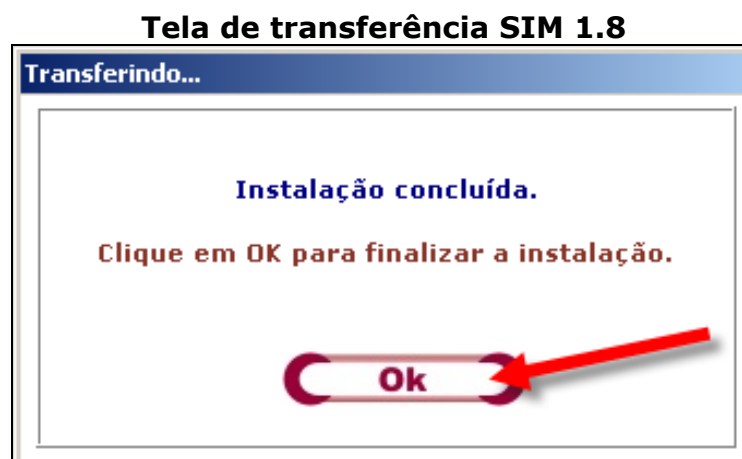 Tela de transferência SIM 1.8
Transferindo...
Instalação concluída.
Clique em OK para finalizar a instalação.
Ok